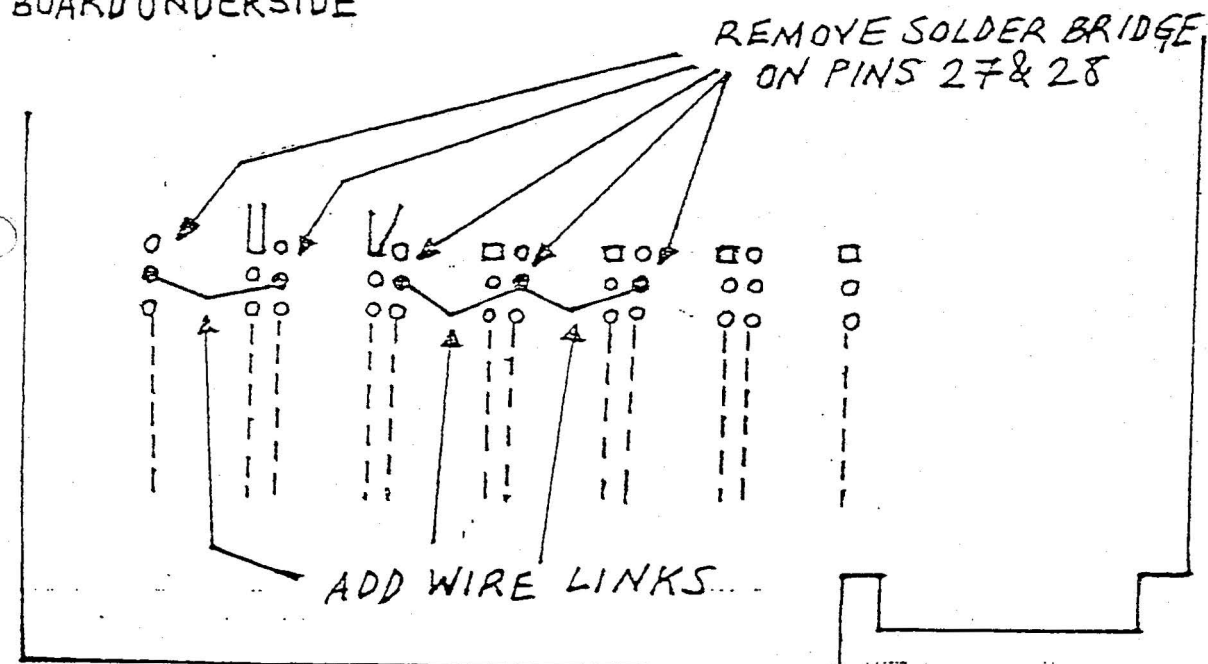 BOARD UNDERSIDE
REMOVE SOLDER BRIDGE
ON PINS 27 & 28
ADD WIRE LINKS